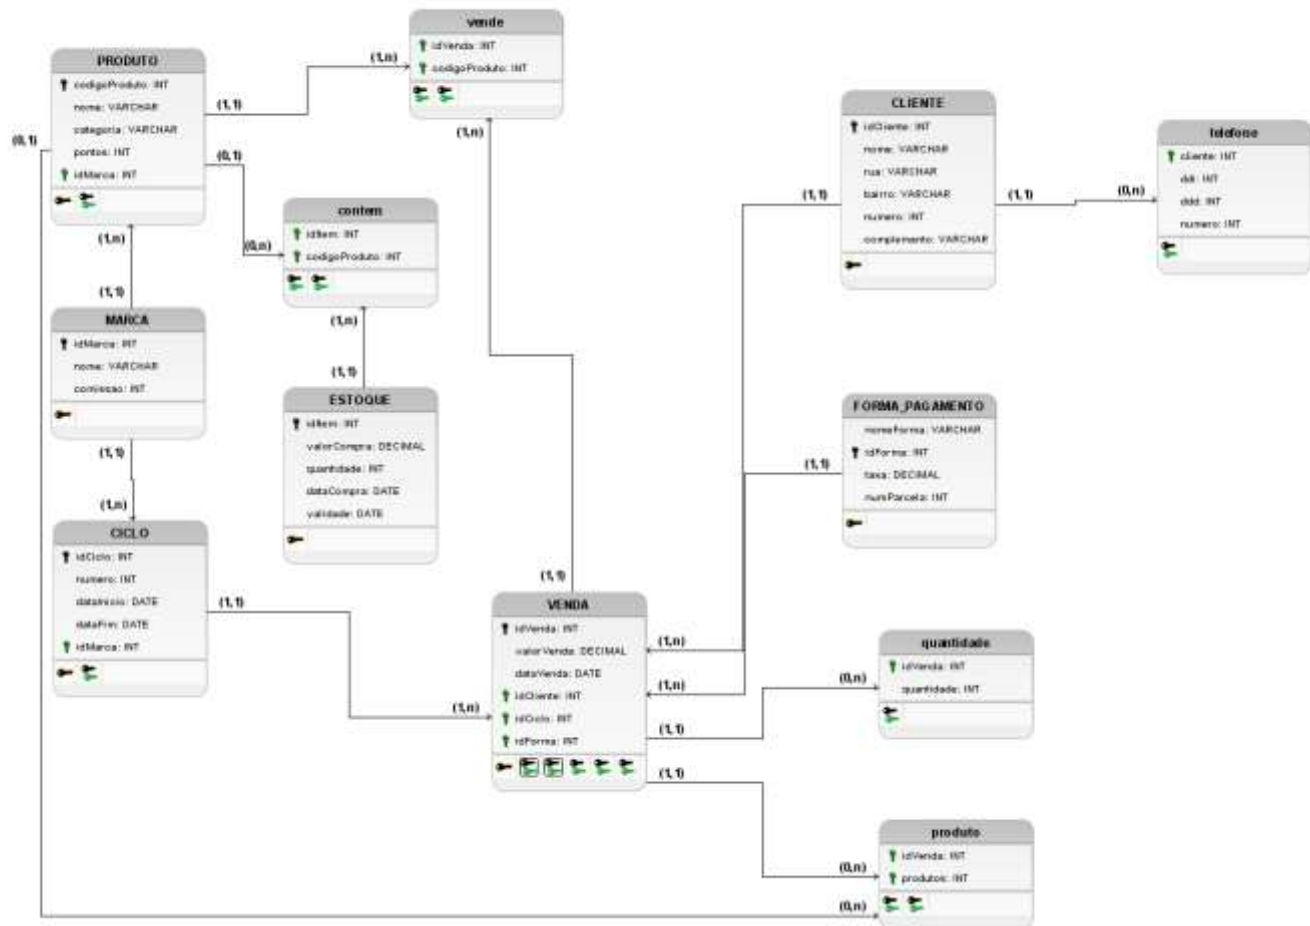 vende
idVenda: INT
codigoProduto: INT
(1,n)
(1,n)
PRODUTO
codigoProduto: INT
nome: VARCHAR
categoria: VARCHAR
pontos: INT
idMarca: INT
(1,1)
(0,1)
(0,1)
(1,n)
contem
idItem: INT
codigoProduto: INT
(0,n)
(1,n)
CLIENTE
idCliente: INT
nome: VARCHAR
rua: VARCHAR
bairro: VARCHAR
numero: INT
complemento: VARCHAR
(1,1)
(1,1)
telefone
cliente: INT
ddi: INT
ddd: INT
numero: INT
(0,n)
(1,1)
MARCA
idMarca: INT
nome: VARCHAR
comissao: INT
(1,1)
(1,1)
ESTOQUE
idItem: INT
valorCompra: DECIMAL
quantidade: INT
dataCompra: DATE
validade: DATE
FORMA_PAGAMENTO
nomeForma: VARCHAR
idForma: INT
taxa: DECIMAL
numParcela: INT
(1,1)
(1,n)
CICLO
idCiclo: INT
numero: INT
dataInicio: DATE
dataFim: DATE
idMarca: INT
(1,1)
(1,1)
VENDA
idVenda: INT
valorVenda: DECIMAL
dataVenda: DATE
idCliente: INT
idCiclo: INT
idForma: INT
(1,n)
(1,n)
(1,n)
(1,1)
(1,1)
quantidade
idVenda: INT
quantidade: INT
(0,n)
produto
idVenda: INT
produtos: INT
(0,n)
(0,n)